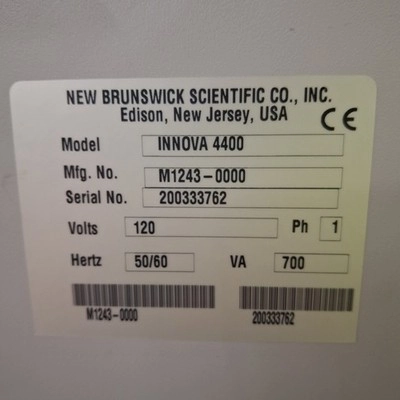 NEW BRUNSWICK SCIENTIFIC CO., INC.
Edison, New Jersey, USA CE
Model INNOVA 4400
Mfg. No. M1243-0000
Serial No. 200333762
Volts 120 Ph 1
Hertz 50/60 VA 700
M1243-0000 200333762